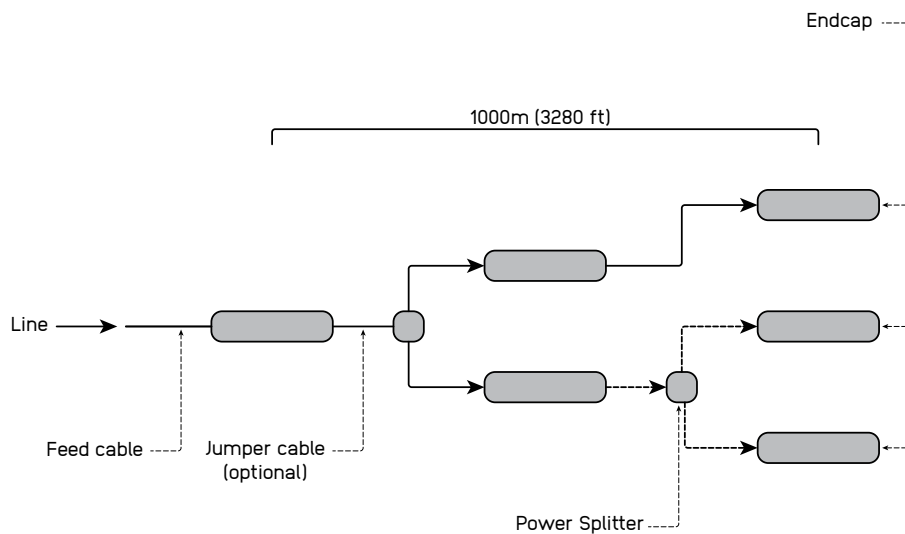 Endcap
1000m (3280 ft)
Line
Feed cable
Jumper cable
(optional)
Power Splitter